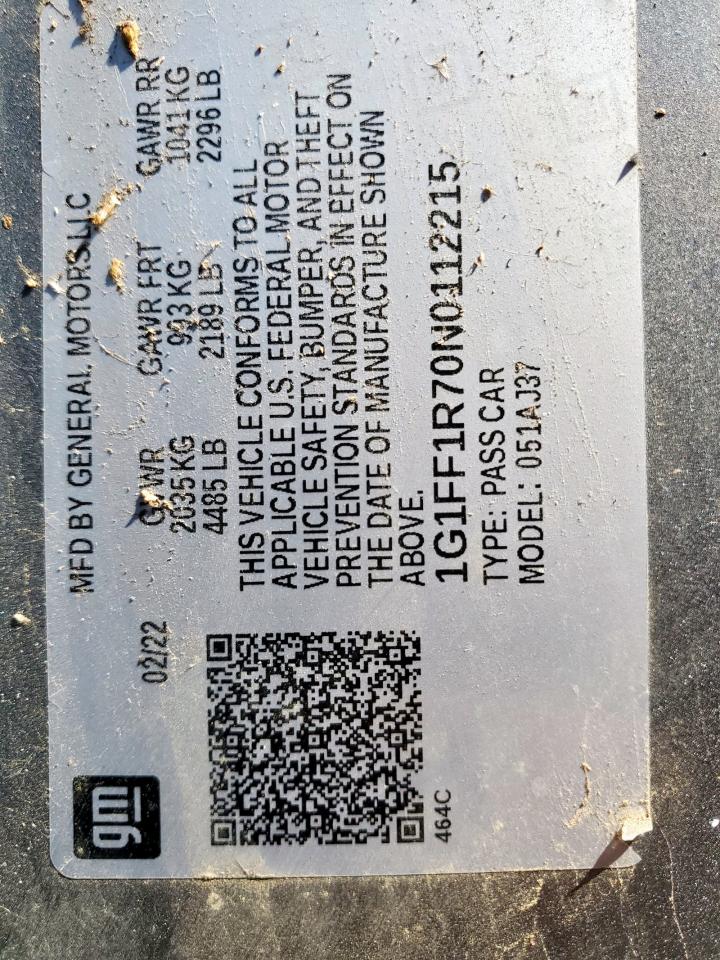 gm
MFD BY GENERAL MOTORS LLC
02/22
GVWR GAWR FRT GAWR RR
2035 KG 993 KG 1041 KG
4485 LB 2189 LB 2296 LB
THIS VEHICLE CONFORMS TO ALL
APPLICABLE U.S. FEDERAL MOTOR
VEHICLE SAFETY, BUMPER, AND THEFT
PREVENTION STANDARDS IN EFFECT ON
THE DATE OF MANUFACTURE SHOWN
ABOVE.
1G1FF1R70N0112215
TYPE: PASS CAR
MODEL: 051AJ37
464C